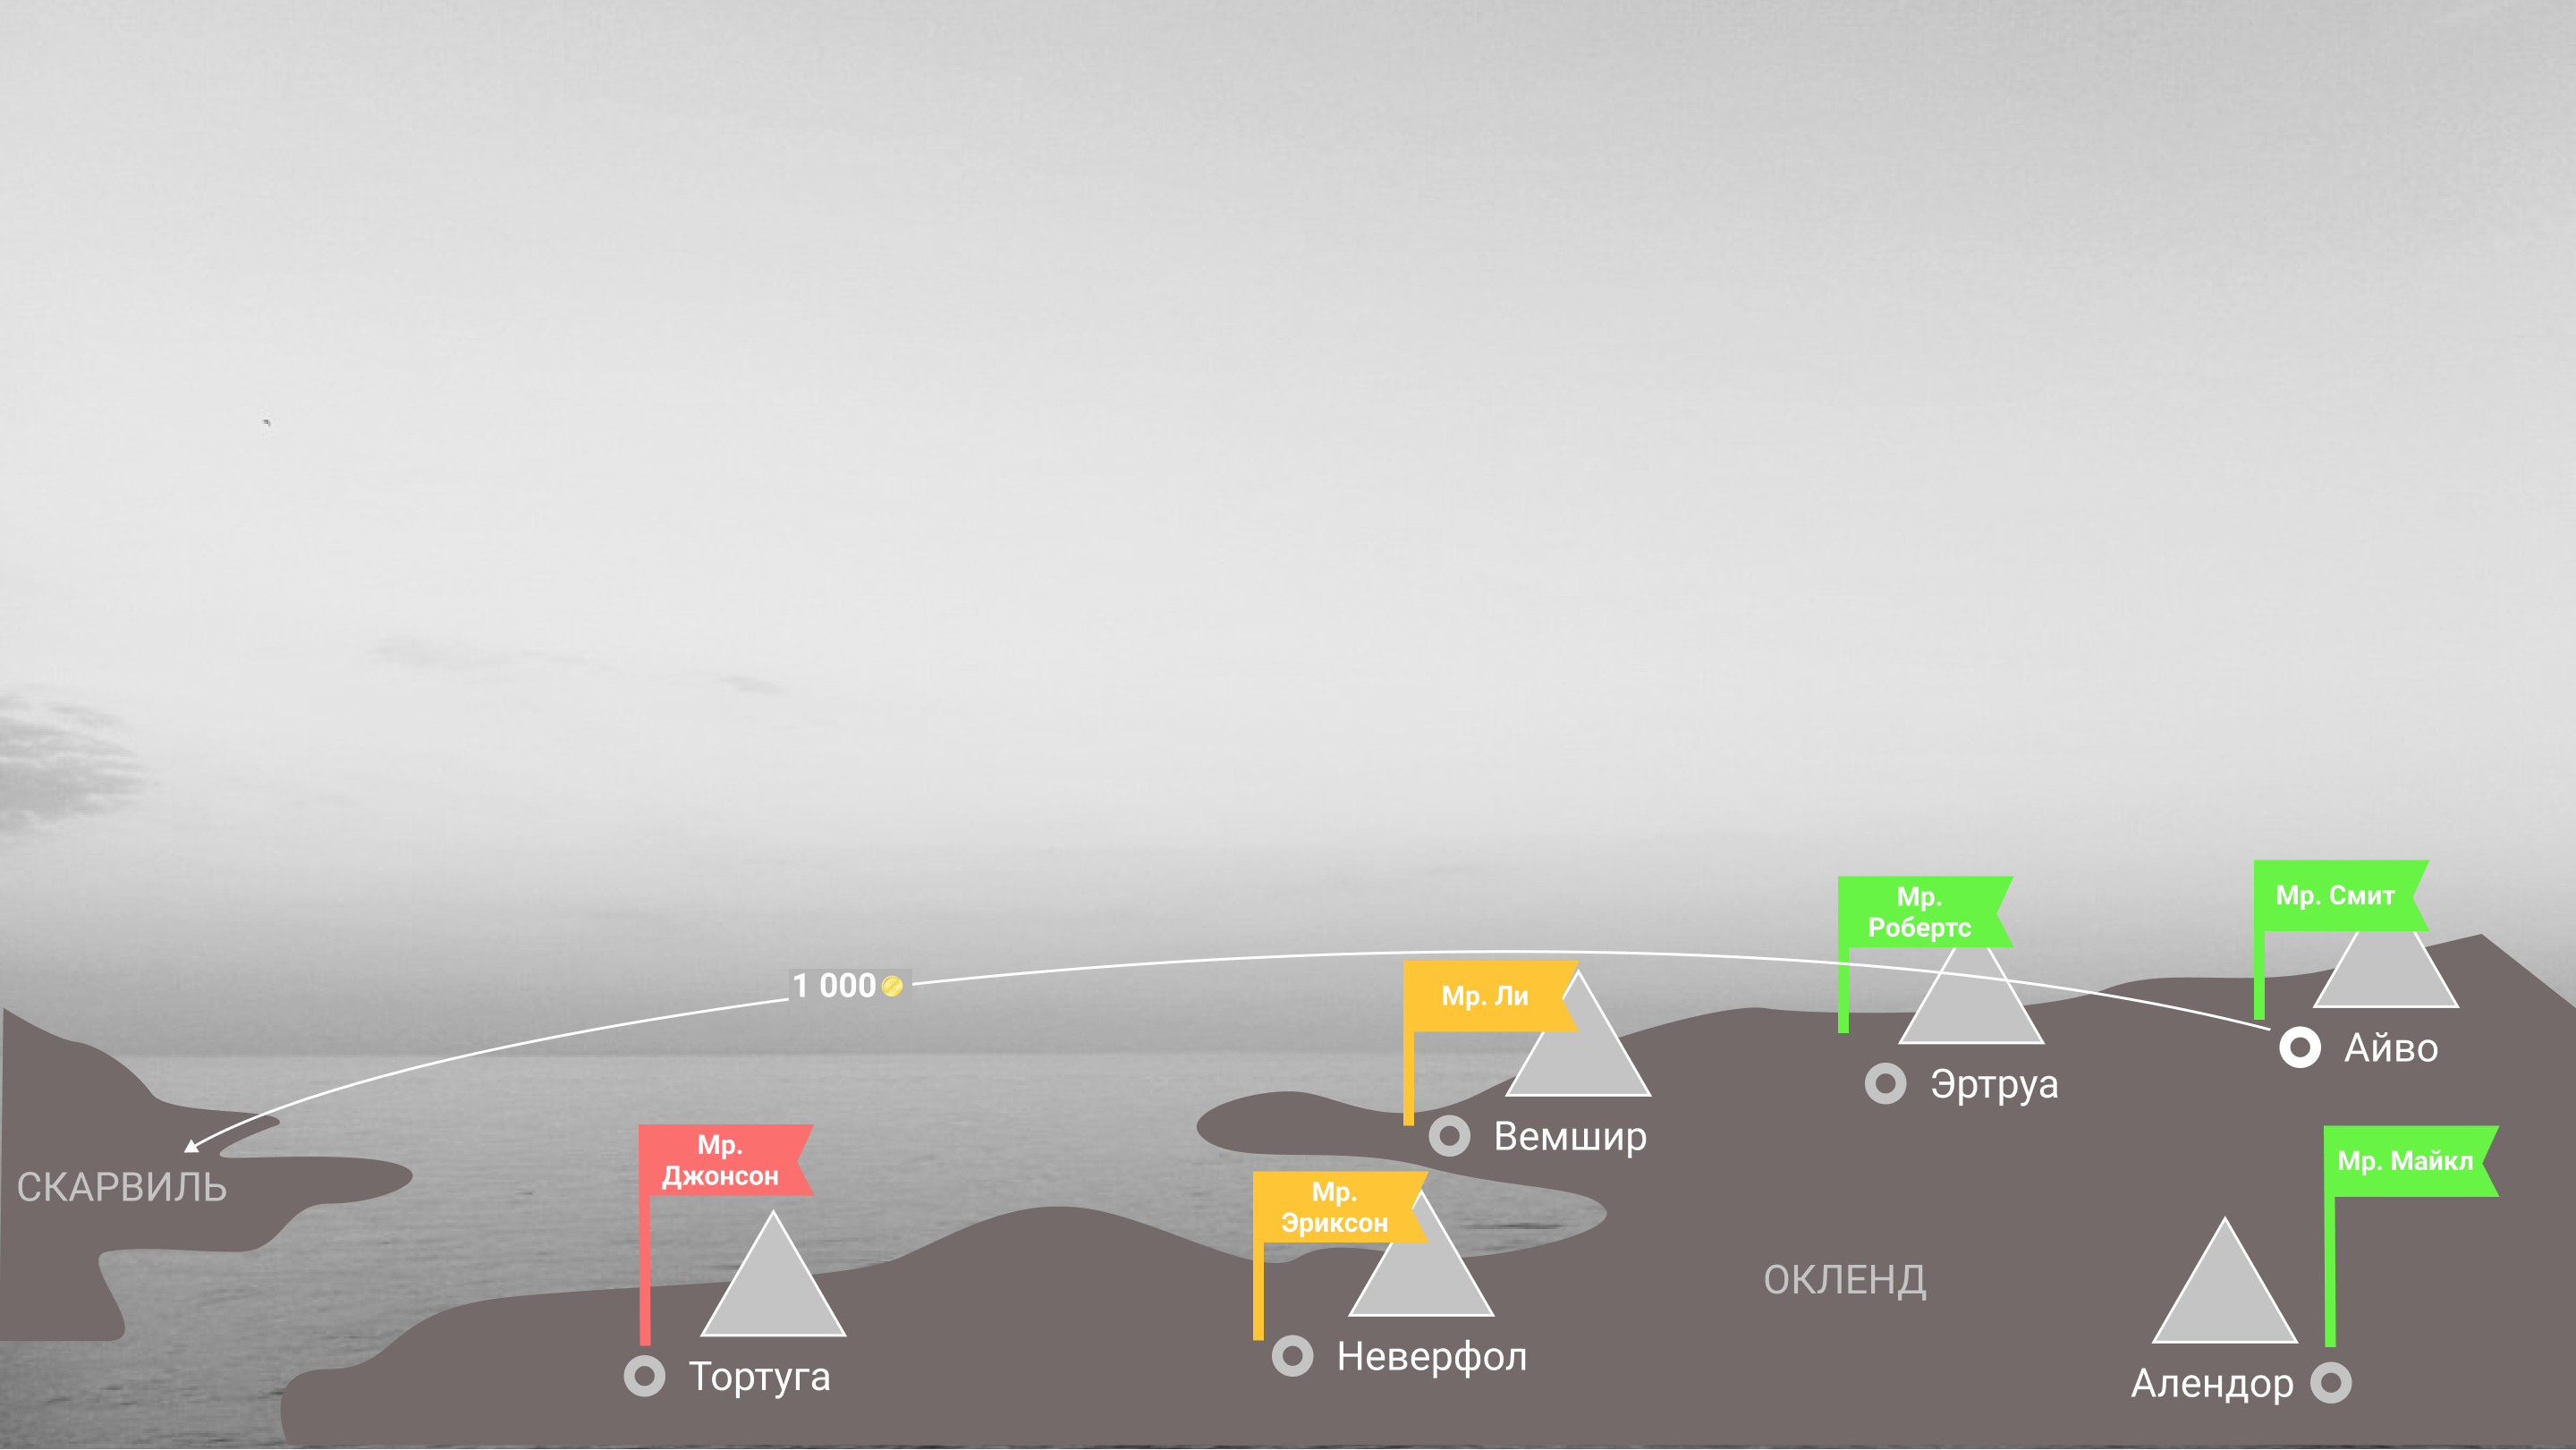 Мр. Смит
Мр.
Робертс
Мр. Ли
1 000
Айво
Эртруа
Вемшир
Мр.
Джонсон
Мр. Майкл
СКАРВИЛЬ
Мр.
Эриксон
ОКЛЕНД
Неверфол
Тортуга
Алендор